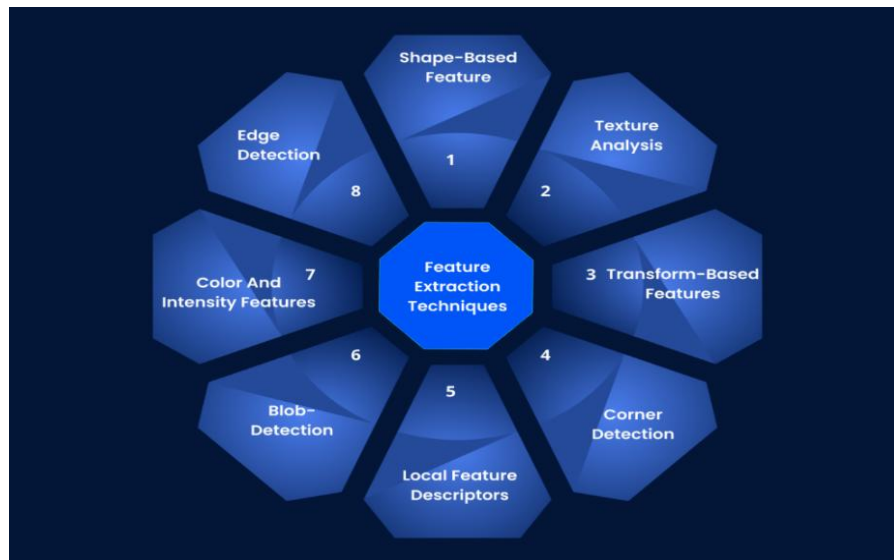 Feature
Extraction
Techniques
1
Shape-Based
Feature
2
Texture
Analysis
3
Transform-Based
Features
4
Corner
Detection
5
Local Feature
Descriptors
6
Blob-
Detection
7
Color And
Intensity Features
8
Edge
Detection